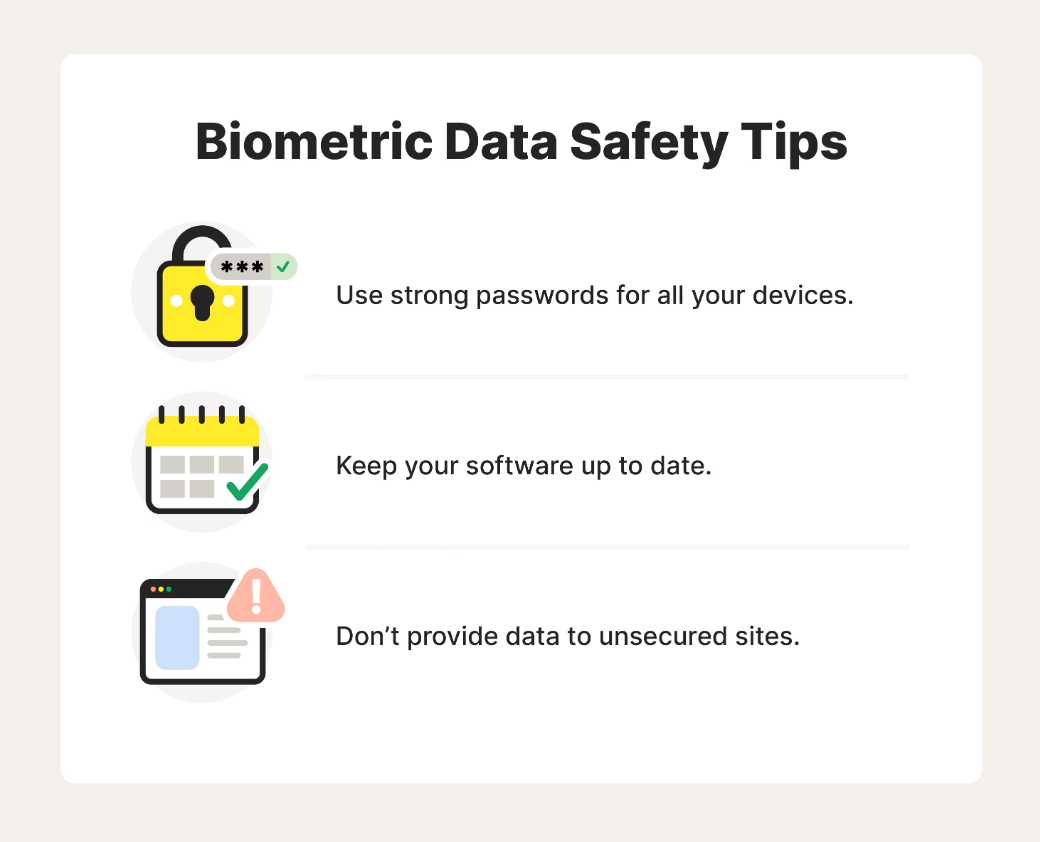 Biometric Data Safety Tips
***
Use strong passwords for all your devices.
Keep your software up to date.
!
Don’t provide data to unsecured sites.